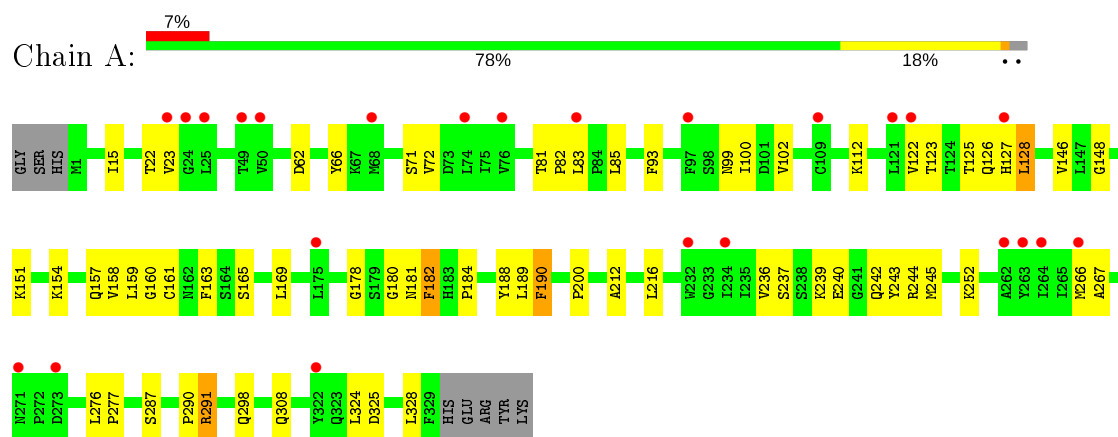 7%
Chain A:
78% 18% • •
GLY SER HIS M1 I15 T22 V23 G24 L25 T49 V50 D62 Y66 K67 M68 S71 V72 D73 L74 I75 V76 T81 P82 L83 P84 L85 F93 F97 S98 N99 I100 D101 V102 C109 K112 L121 V122 T123 T124 T125 Q126 H127 L128 V146 L147 G148
K151 K154 Q157 V158 L159 G160 C161 N162 F163 S164 S165 L169 L175 G178 S179 G180 N181 F182 H183 P184 Y188 L189 F190 P200 A212 L216 W232 G233 I234 I235 V236 S237 S238 K239 E240 G241 Q242 Y243 R244 M245 K252 A262 Y263 I264 I265 M266 A267
N271 P272 D273 L276 P277 S287 P290 R291 Q298 Q308 Y322 Q323 L324 D325 L328 F329 HIS GLU ARG TYR LYS